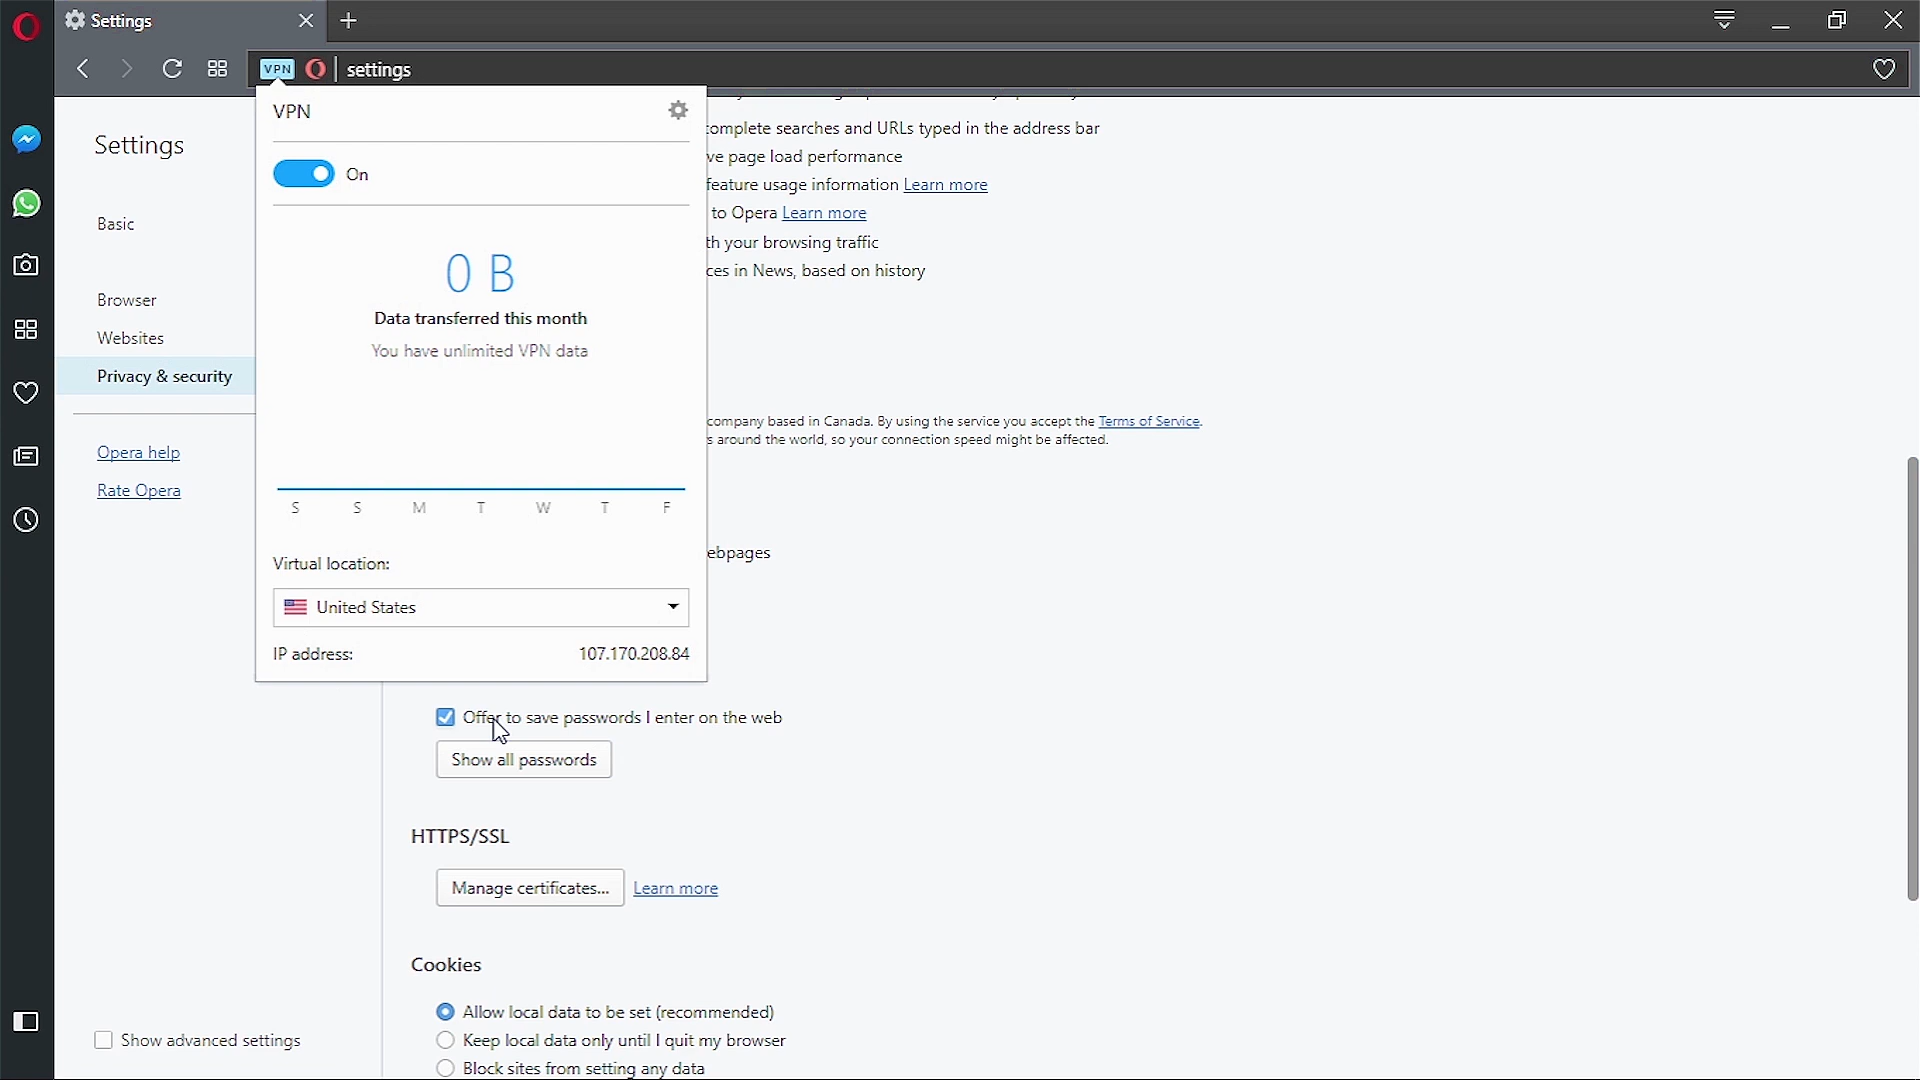 Settings
VPN settings
VPN
On
0 B
Data transferred this month
You have unlimited VPN data
S S M T W T F
Virtual location:
United States
IP address: 107.170.208.84
Settings
Basic
Browser
Websites
Privacy & security
Opera help
Rate Opera
Show advanced settings
complete searches and URLs typed in the address bar
ve page load performance
feature usage information Learn more
to Opera Learn more
th your browsing traffic
ces in News, based on history
company based in Canada. By using the service you accept the Terms of Service.
s around the world, so your connection speed might be affected.
ebpages
Offer to save passwords I enter on the web
Show all passwords
HTTPS/SSL
Manage certificates... Learn more
Cookies
Allow local data to be set (recommended)
Keep local data only until I quit my browser
Block sites from setting any data